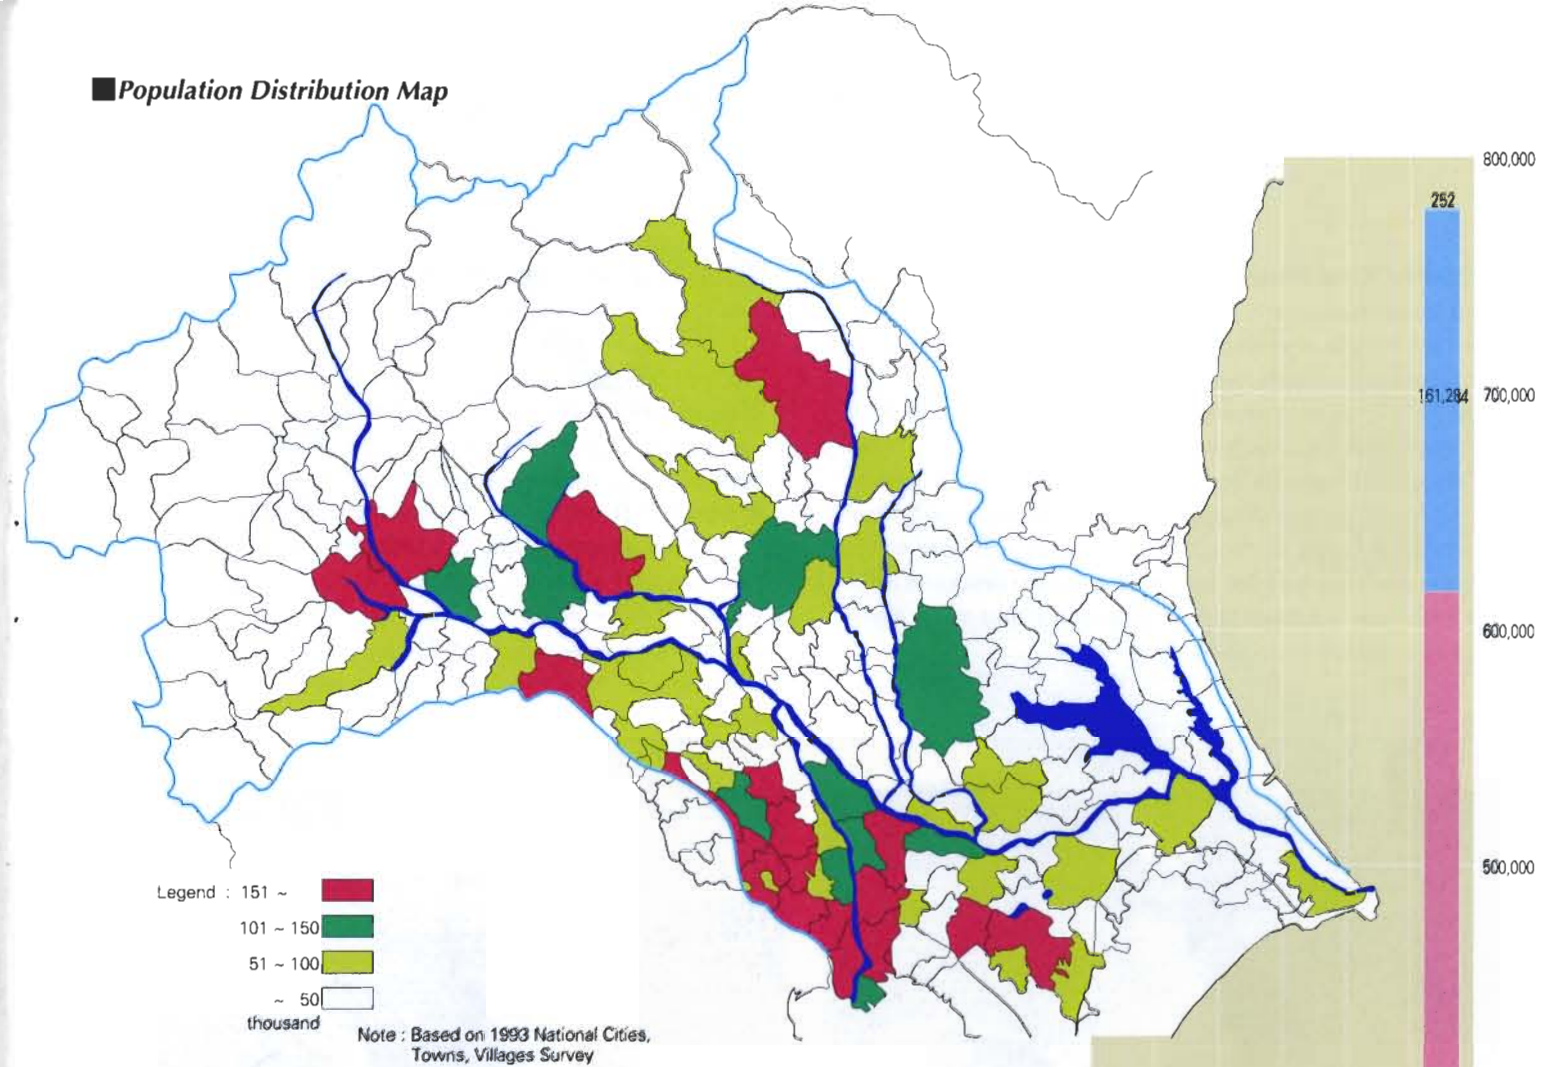 ■Population Distribution Map
800,000
252
161,284
700,000
600,000
500,000
Legend : 151 ~
101 ~ 150
51 ~ 100
~ 50
thousand
Note : Based on 1993 National Cities,
Towns, Villages Survey